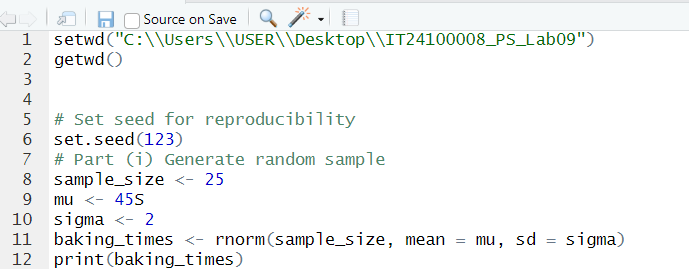 Source on Save
1 setwd("C:\\Users\\USER\\Desktop\\IT24100008_PS_Lab09")
2 getwd()
3
4
5 # Set seed for reproducibility
6 set.seed(123)
7 # Part (i) Generate random sample
8 sample_size <- 25
9 mu <- 45S
10 sigma <- 2
11 baking_times <- rnorm(sample_size, mean = mu, sd = sigma)
12 print(baking_times)